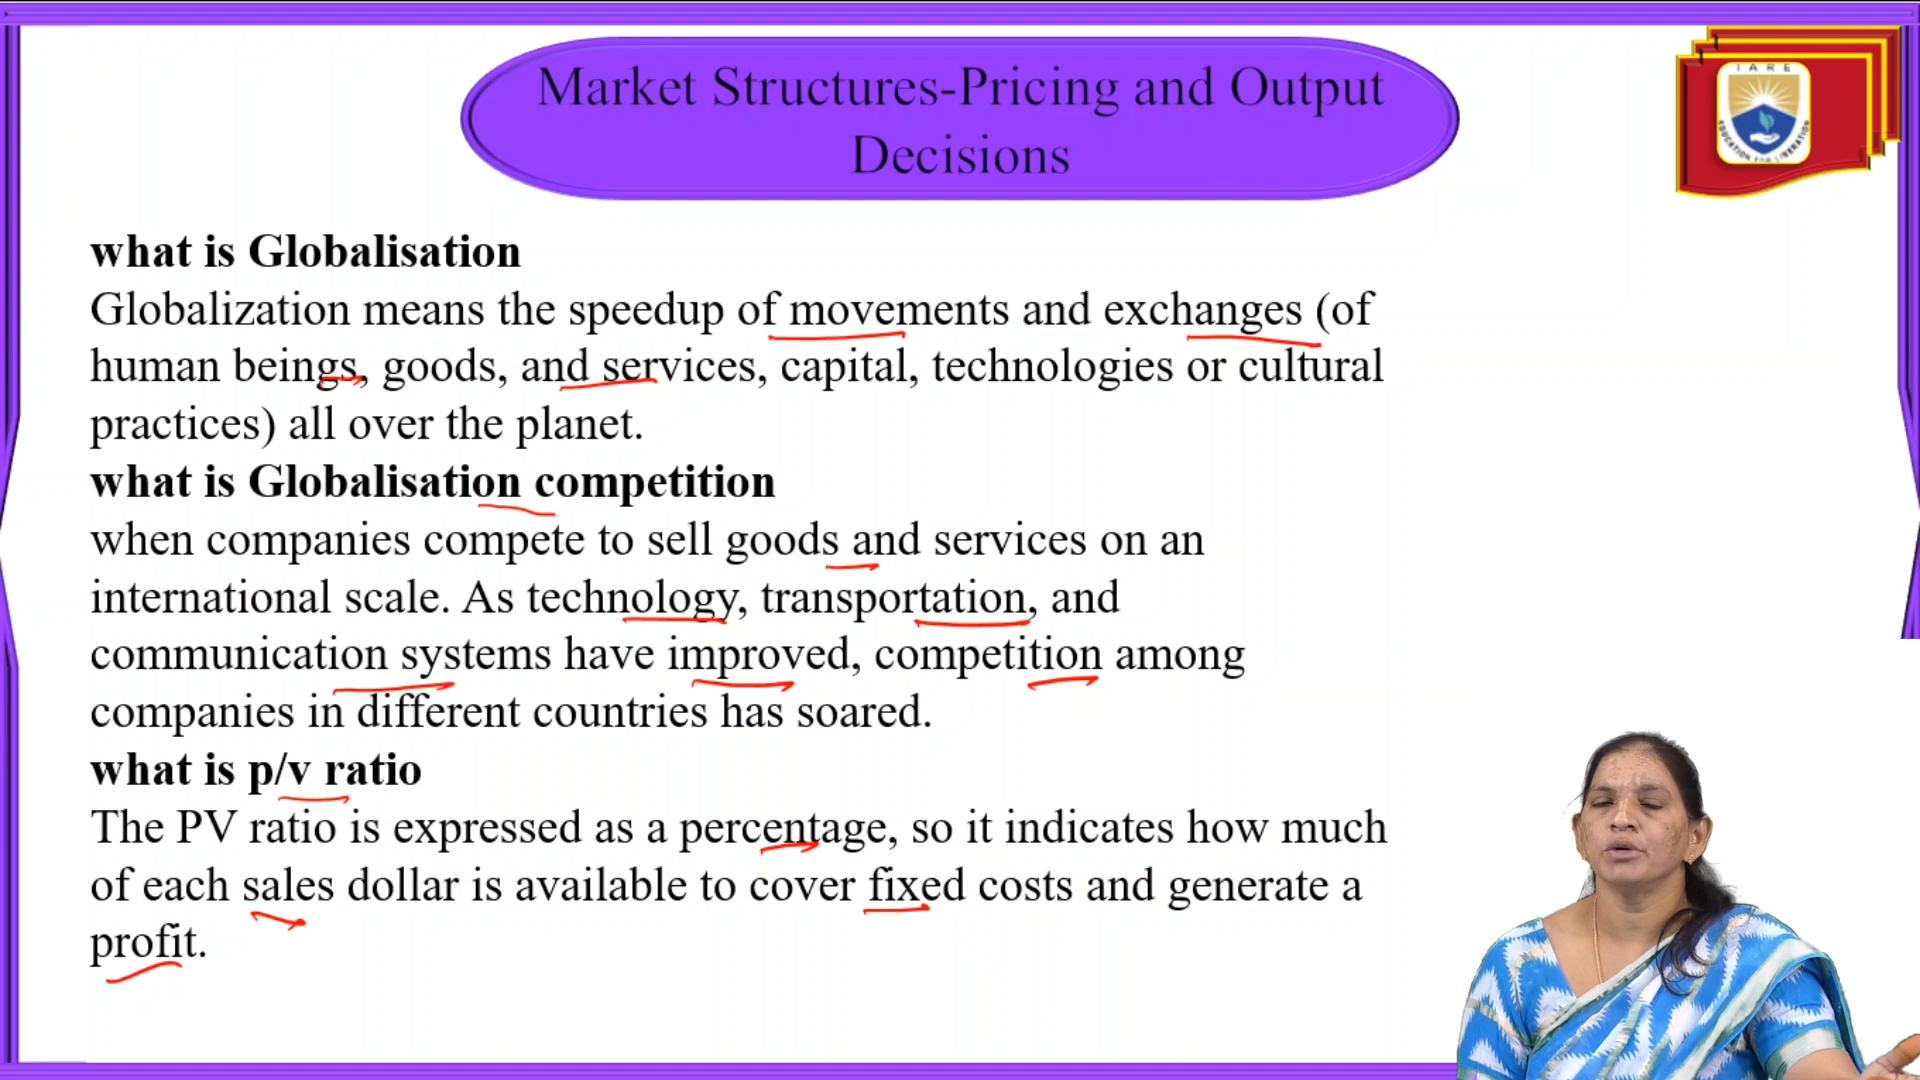 Market Structures-Pricing and Output
Decisions
IARE
EDUCATION FOR LIBERATION
what is Globalisation
Globalization means the speedup of movements and exchanges (of
human beings, goods, and services, capital, technologies or cultural
practices) all over the planet.
what is Globalisation competition
when companies compete to sell goods and services on an
international scale. As technology, transportation, and
communication systems have improved, competition among
companies in different countries has soared.
what is p/v ratio
The PV ratio is expressed as a percentage, so it indicates how much
of each sales dollar is available to cover fixed costs and generate a
profit.